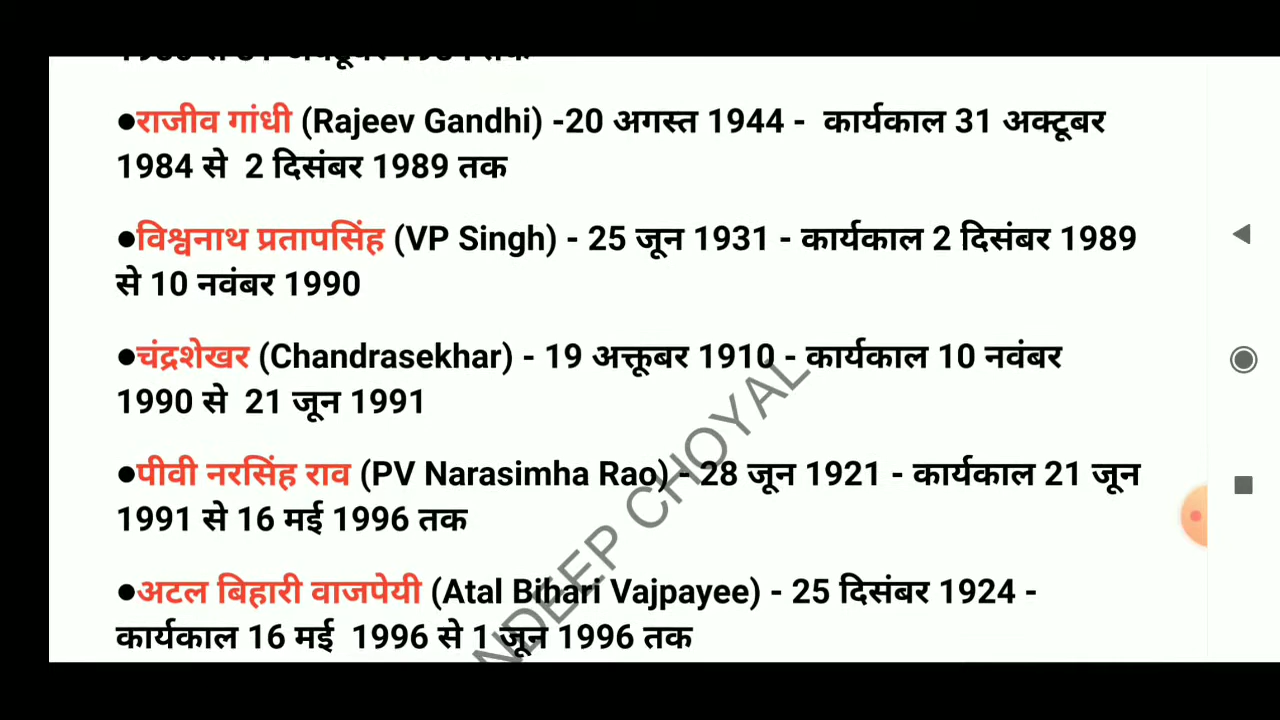 ●राजीव गांधी (Rajeev Gandhi) -20 अगस्त 1944 - कार्यकाल 31 अक्टूबर
1984 से 2 दिसंबर 1989 तक
●विश्वनाथ प्रतापसिंह (VP Singh) - 25 जून 1931 - कार्यकाल 2 दिसंबर 1989
से 10 नवंबर 1990
●चंद्रशेखर (Chandrasekhar) - 19 अक्तूबर 1910 - कार्यकाल 10 नवंबर
1990 से 21 जून 1991
●पीवी नरसिंह राव (PV Narasimha Rao) - 28 जून 1921 - कार्यकाल 21 जून
1991 से 16 मई 1996 तक
●अटल बिहारी वाजपेयी (Atal Bihari Vajpayee) - 25 दिसंबर 1924 -
कार्यकाल 16 मई 1996 से 1 जून 1996 तक
NDEEP CHOYAL